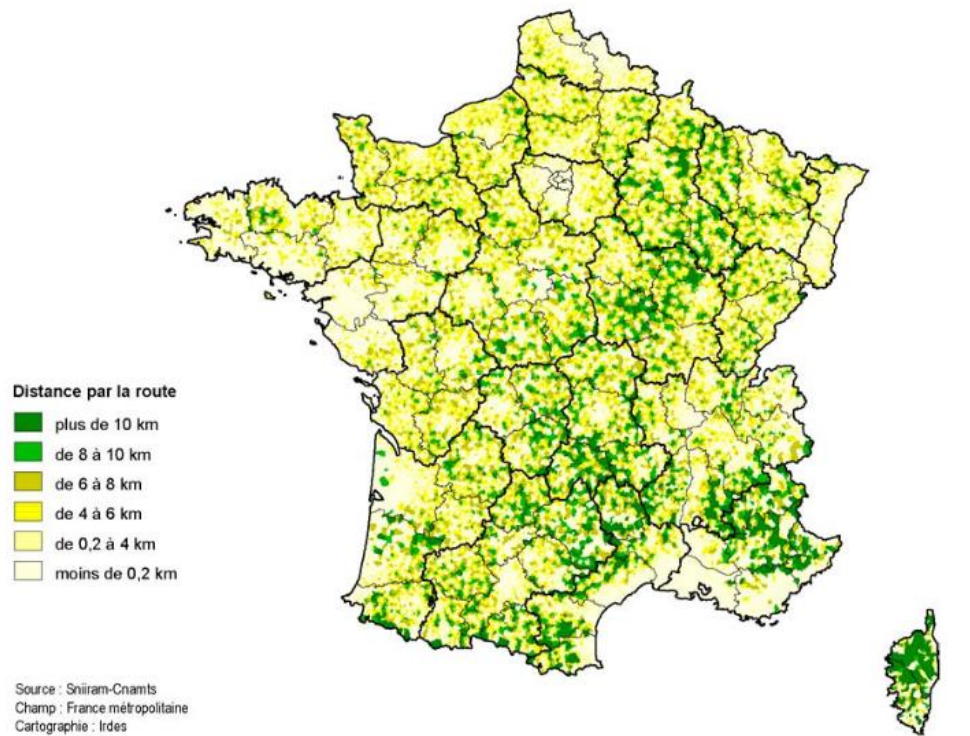 Distance par la route
plus de 10 km
de 8 à 10 km
de 6 à 8 km
de 4 à 6 km
de 0,2 à 4 km
moins de 0,2 km
Source : Sniiram-Cnamts
Champ : France métropolitaine
Cartographie : Irdes